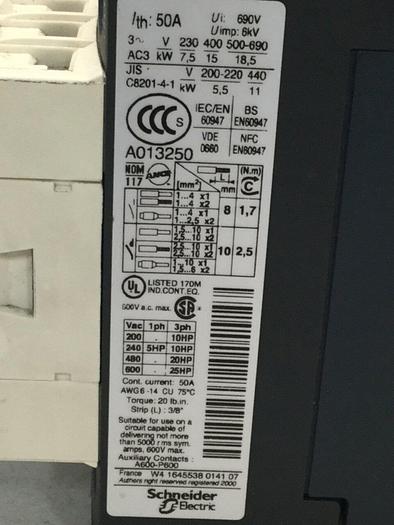 Ith: 50A Ui: 690V
Uimp: 6kV
3~ V 230 400 500-690
AC3 kW 7,5 15 18,5
JIS V 200-220 440
C8201-4-1 kW 5,5 11
CCC S
IEC/EN 60947 BS EN60947
VDE 0660 NFC EN60947
A013250
NOM 117 ANCE [mm²] mm (N.m) C
1...4 x1
1...4 x2
1...4 x1
1...2,5 x2
8 1,7
1,5...10 x1
2,5...10 x2
2,5...10 x2
1...10 x1
1,5...6 x2
10 2,5
UL LISTED 170M
IND.CONT.EQ.
600V a.c. max. SA
Vac 1ph 3ph
200 . 10HP
240 5HP 10HP
480 . 20HP
600 . 25HP
Cont. current: 50A
AWG 6 -14 CU 75°C
Torque: 20 lb.in.
Strip (L) : 3/8"
Suitable for use on a
circuit capable of
delivering not more
than 5000 rms sym.
amps, 600V max.
Auxiliary Contacts :
A600-P600
France W4 1645538 0141 07
Authors right reserved registered 2000
Schneider
Electric